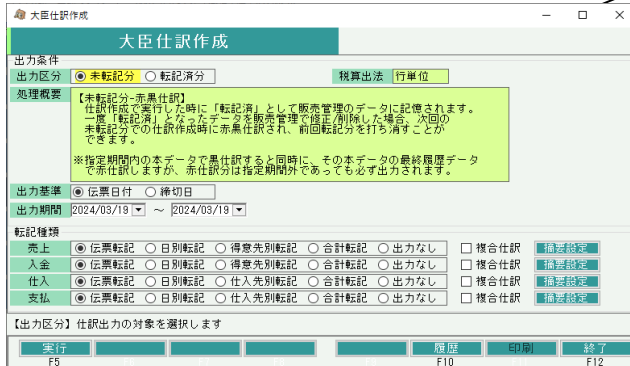 大臣仕訳作成
大臣仕訳作成
出力条件
出力区分 未転記分 転記済分 税算出法 行単位
処理概要 【未転記分-赤黒仕訳】
仕訳作成で実行した時に「転記済」として販売管理のデータに記憶されます。
一度「転記済」となったデータを販売管理で修正/削除した場合、次回の
未転記分での仕訳作成時に赤黒仕訳され、前回転記分を打ち消すことが
できます。
※指定期間内の本データで黒仕訳すると同時に、その本データの最終履歴データ
で赤仕訳しますが、赤仕訳分は指定期間外であっても必ず出力されます。
出力基準 伝票日付 締切日
出力期間 2024/03/19 ～ 2024/03/19
転記種類
売上 伝票転記 日別転記 得意先別転記 合計転記 出力なし 複合仕訳 摘要設定
入金 伝票転記 日別転記 得意先別転記 合計転記 出力なし 複合仕訳 摘要設定
仕入 伝票転記 日別転記 仕入先別転記 合計転記 出力なし 複合仕訳 摘要設定
支払 伝票転記 日別転記 仕入先別転記 合計転記 出力なし 複合仕訳 摘要設定
【出力区分】仕訳出力の対象を選択します
実行 履歴 印刷 終了
F5 F10 F12